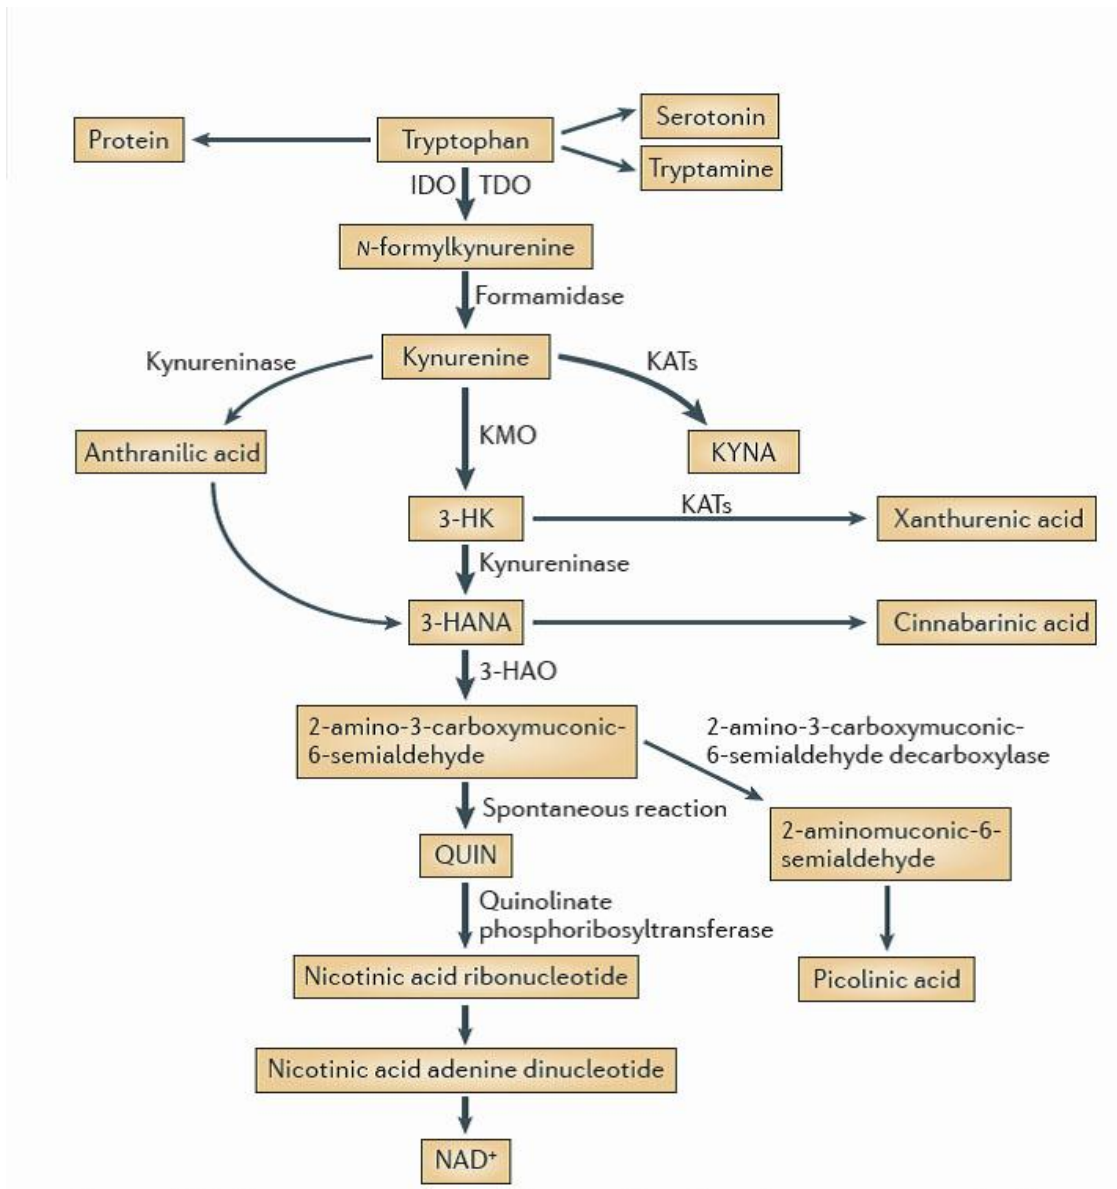 Serotonin
Protein
Tryptophan
Tryptamine
IDO
TDO
N-formylkynurenine
Formamidase
Kynureninase
Kynurenine
KATs
Anthranilic acid
KMO
KYNA
3-HK
KATs
Xanthurenic acid
Kynureninase
3-HANA
Cinnabarinic acid
3-HAO
2-amino-3-carboxymuconic-
6-semialdehyde
2-amino-3-carboxymuconic-
6-semialdehyde decarboxylase
Spontaneous reaction
QUIN
2-aminomuconic-6-
semialdehyde
Quinolinate
phosphoribosyltransferase
Nicotinic acid ribonucleotide
Picolinic acid
Nicotinic acid adenine dinucleotide
NAD⁺